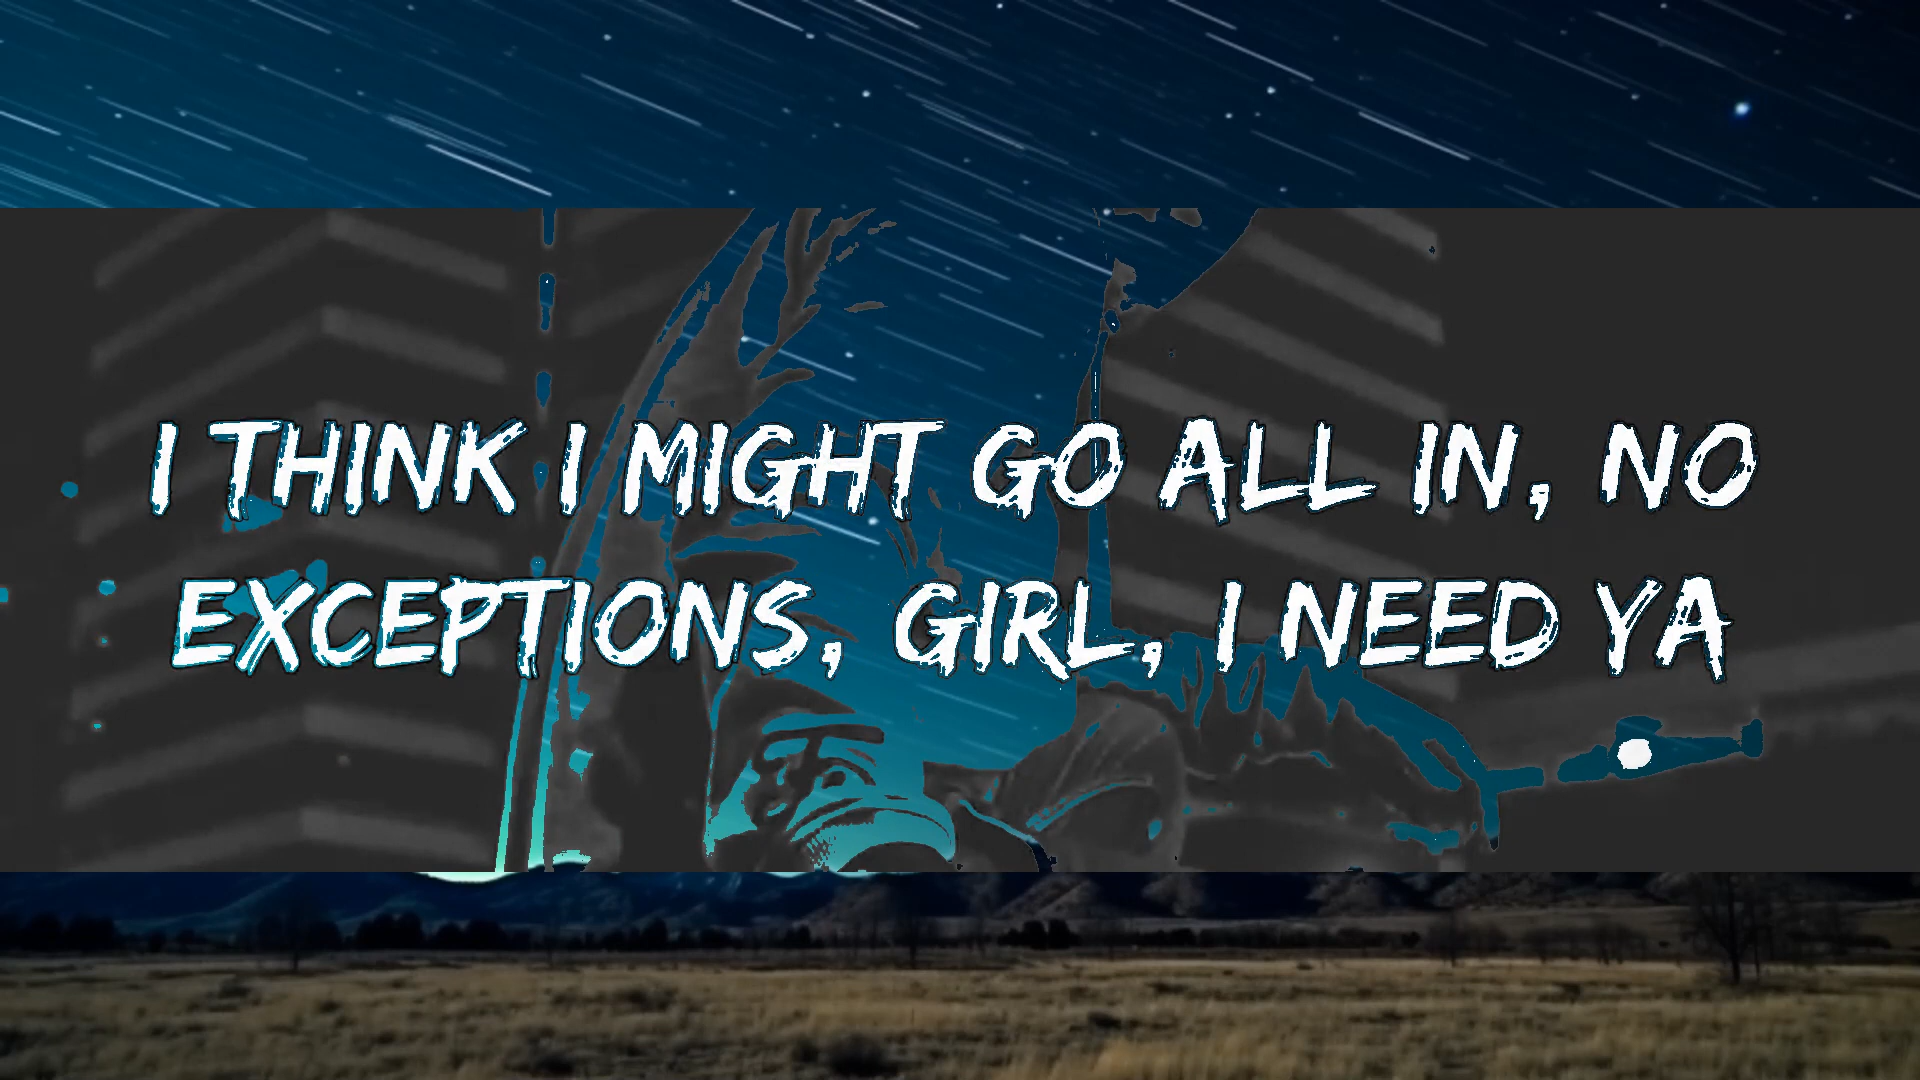 I THINK I MIGHT GO ALL IN, NO
EXCEPTIONS, GIRL, I NEED YA